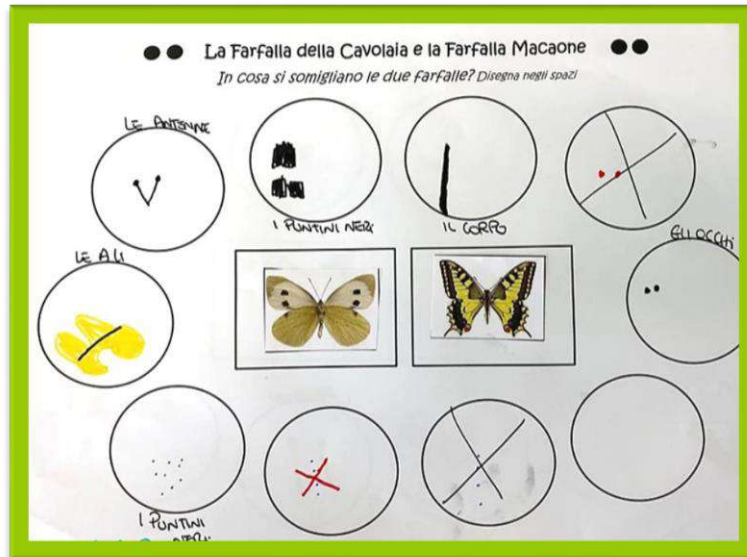 La Farfalla della Cavolaia e la Farfalla Macaone
In cosa si somigliano le due farfalle? Disegna negli spazi
LE ANTENNE
I PUNTINI NERI
IL CORPO
GLI OCCHI
LE ALI
I PUNTINI
NERI